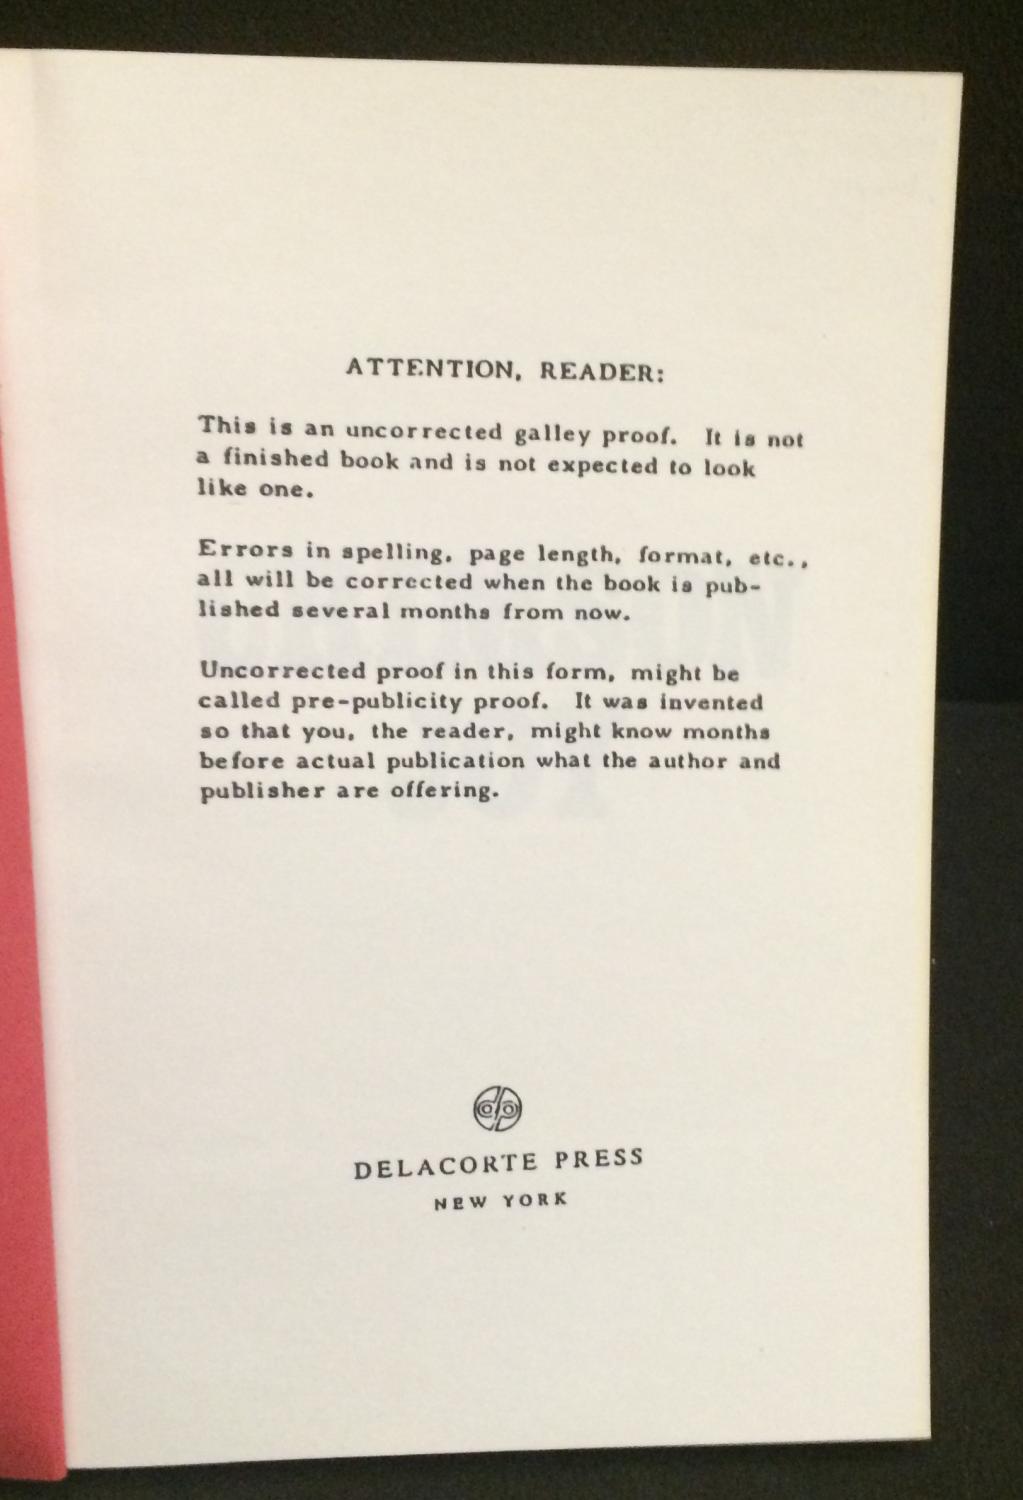 ATTENTION, READER:
This is an uncorrected galley proof. It is not
a finished book and is not expected to look
like one.
Errors in spelling, page length, format, etc.,
all will be corrected when the book is pub-
lished several months from now.
Uncorrected proof in this form, might be
called pre-publicity proof. It was invented
so that you, the reader, might know months
before actual publication what the author and
publisher are offering.
dp
DELACORTE PRESS
NEW YORK